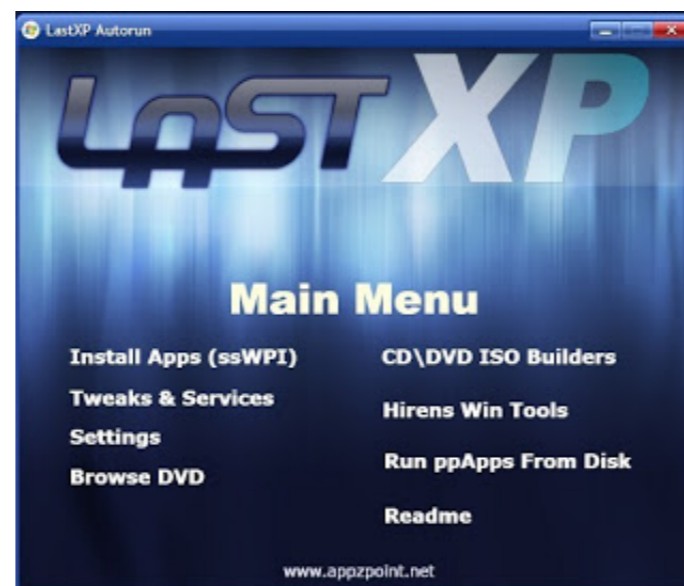 LastXP Autorun
LAST XP
Main Menu
Install Apps (ssWPI)
Tweaks & Services
Settings
Browse DVD
CD\DVD ISO Builders
Hirens Win Tools
Run ppApps From Disk
Readme
www.appzpoint.net